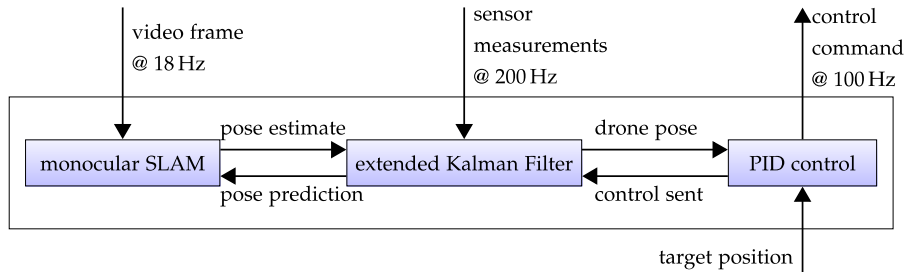 video frame
@ 18 Hz
sensor
measurements
@ 200 Hz
control
command
@ 100 Hz
monocular SLAM
pose estimate
pose prediction
extended Kalman Filter
drone pose
control sent
PID control
target position